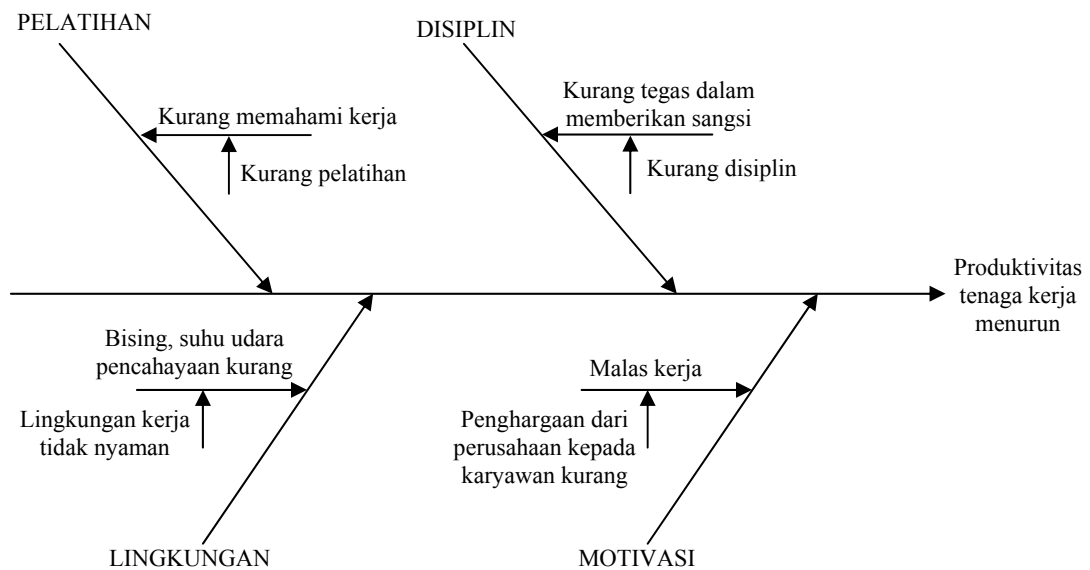 PELATIHAN
DISIPLIN
Kurang memahami kerja
Kurang pelatihan
Kurang tegas dalam
memberikan sangsi
Kurang disiplin
Produktivitas
tenaga kerja
menurun
Bising, suhu udara
pencahayaan kurang
Lingkungan kerja
tidak nyaman
Malas kerja
Penghargaan dari
perusahaan kepada
karyawan kurang
LINGKUNGAN
MOTIVASI